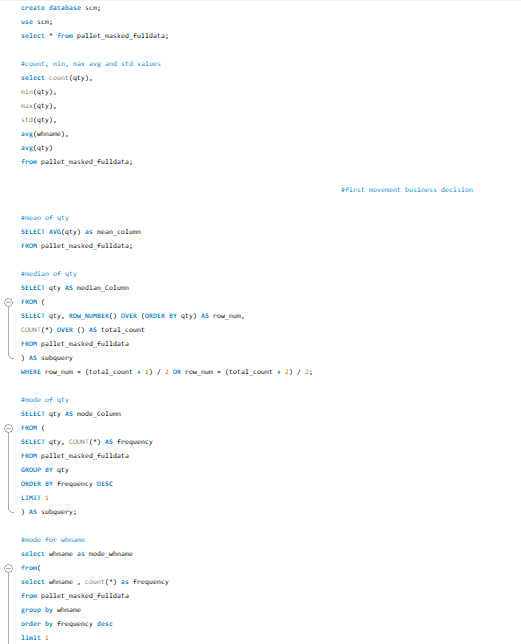 create database scm;
use scm;
select * from pallet_masked_fulldata;
#count, min, max avg and std values
select count(qty),
min(qty),
max(qty),
std(qty),
avg(whname),
avg(qty)
from pallet_masked_fulldata;
#first movement business decision
#mean of qty
SELECT AVG(qty) as mean_column
FROM pallet_masked_fulldata;
#median of qty
SELECT qty AS median_Column
FROM (
SELECT qty, ROW_NUMBER() OVER (ORDER BY qty) AS row_num,
COUNT(*) OVER () AS total_count
FROM pallet_masked_fulldata
) AS subquery
WHERE row_num = (total_count + 1) / 2 OR row_num = (total_count + 2) / 2;
#mode of qty
SELECT qty AS mode_Column
FROM (
SELECT qty, COUNT(*) AS frequency
FROM pallet_masked_fulldata
GROUP BY qty
ORDER BY frequency DESC
LIMIT 1
) AS subquery;
#mode for whname
select whname as mode_whname
from(
select whname , count(*) as frequency
from pallet_masked_fulldata
group by whname
order by frequency desc
limit 1